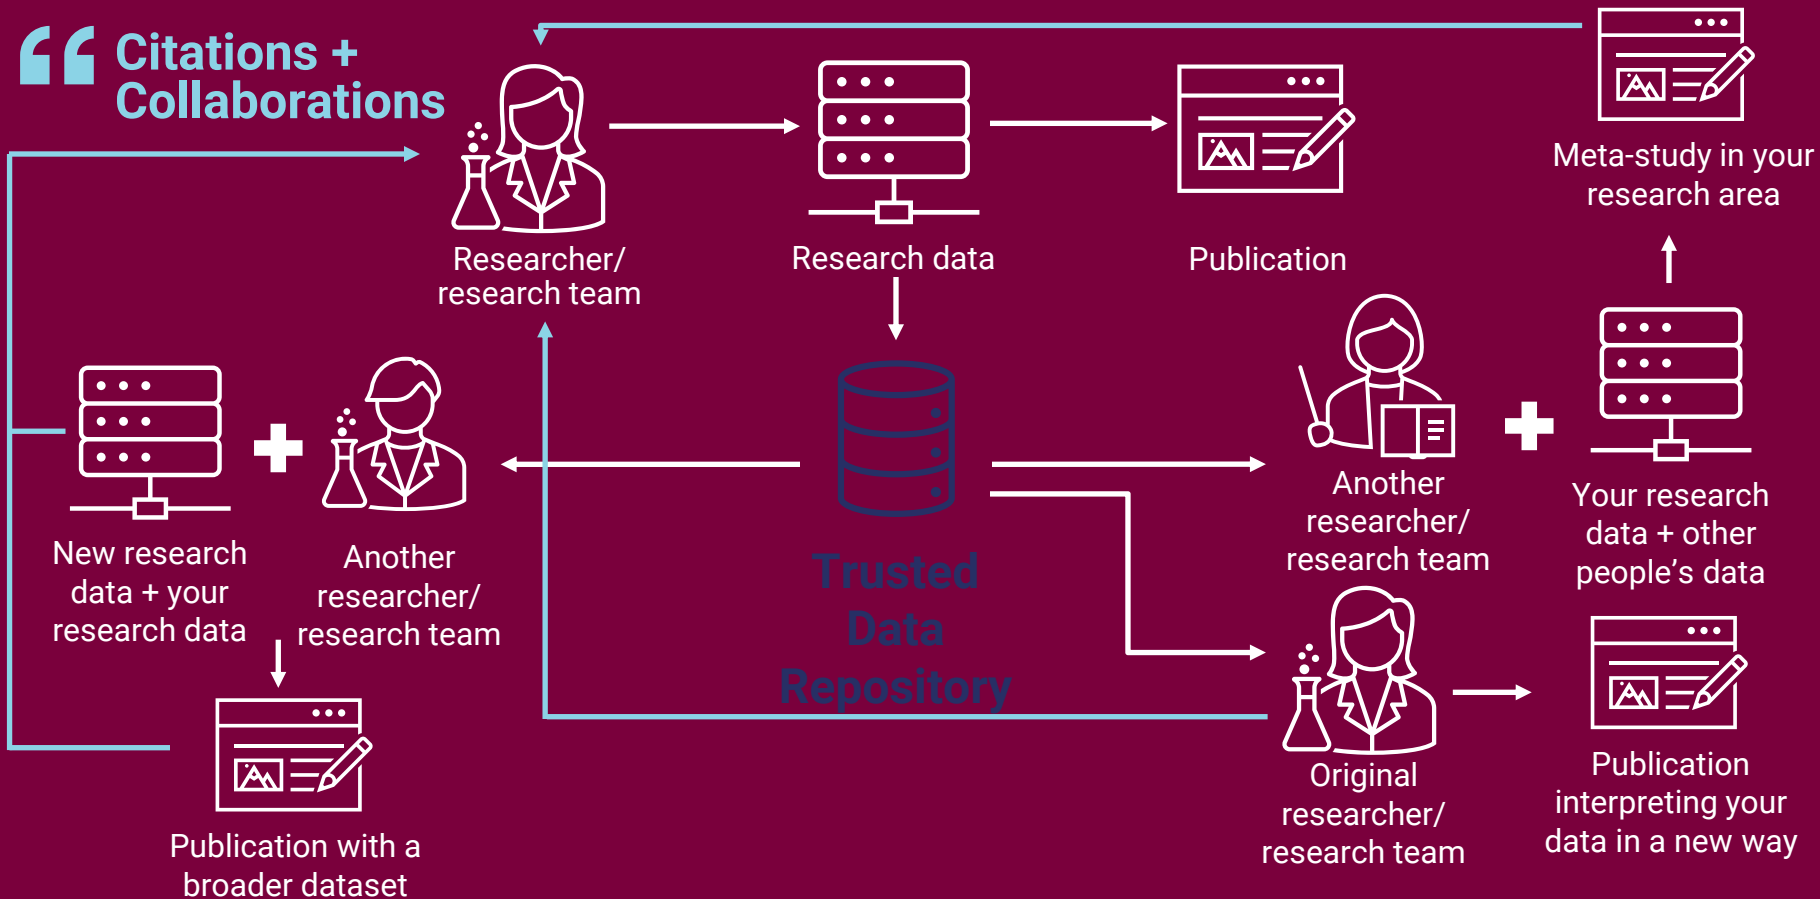 “ Citations +
Collaborations
Researcher/
research team
Research data
Publication
Meta-study in your
research area
New research
data + your
research data
Another
researcher/
research team
Trusted
Data
Repository
Another
researcher/
research team
Your research
data + other
people’s data
Publication with a
broader dataset
Original
researcher/
research team
Publication
interpreting your
data in a new way